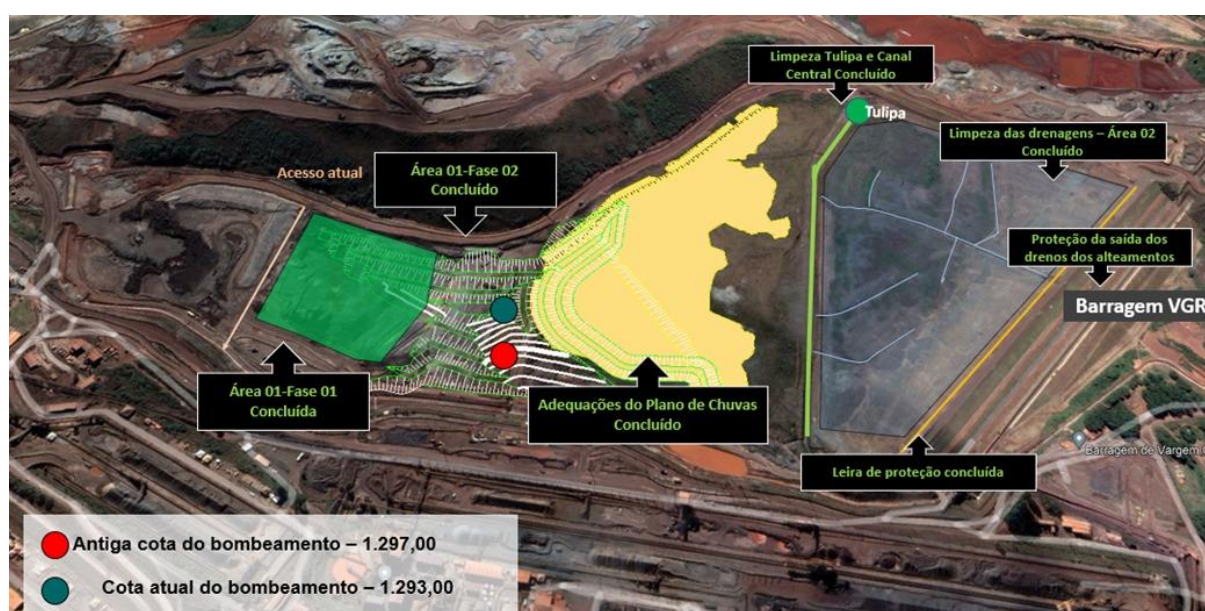 Limpeza Tulipa e Canal
Central Concluído
Tulipa
Limpeza das drenagens – Área 02
Concluído
Área 01-Fase 02
Concluído
Acesso atual
Proteção da saída dos
drenos dos alteamentos
Barragem VGR
Área 01-Fase 01
Concluída
Adequações do Plano de Chuvas
Concluído
Barragem de Vargem G
Leira de proteção concluída
Antiga cota do bombeamento – 1.297,00
Cota atual do bombeamento – 1.293,00